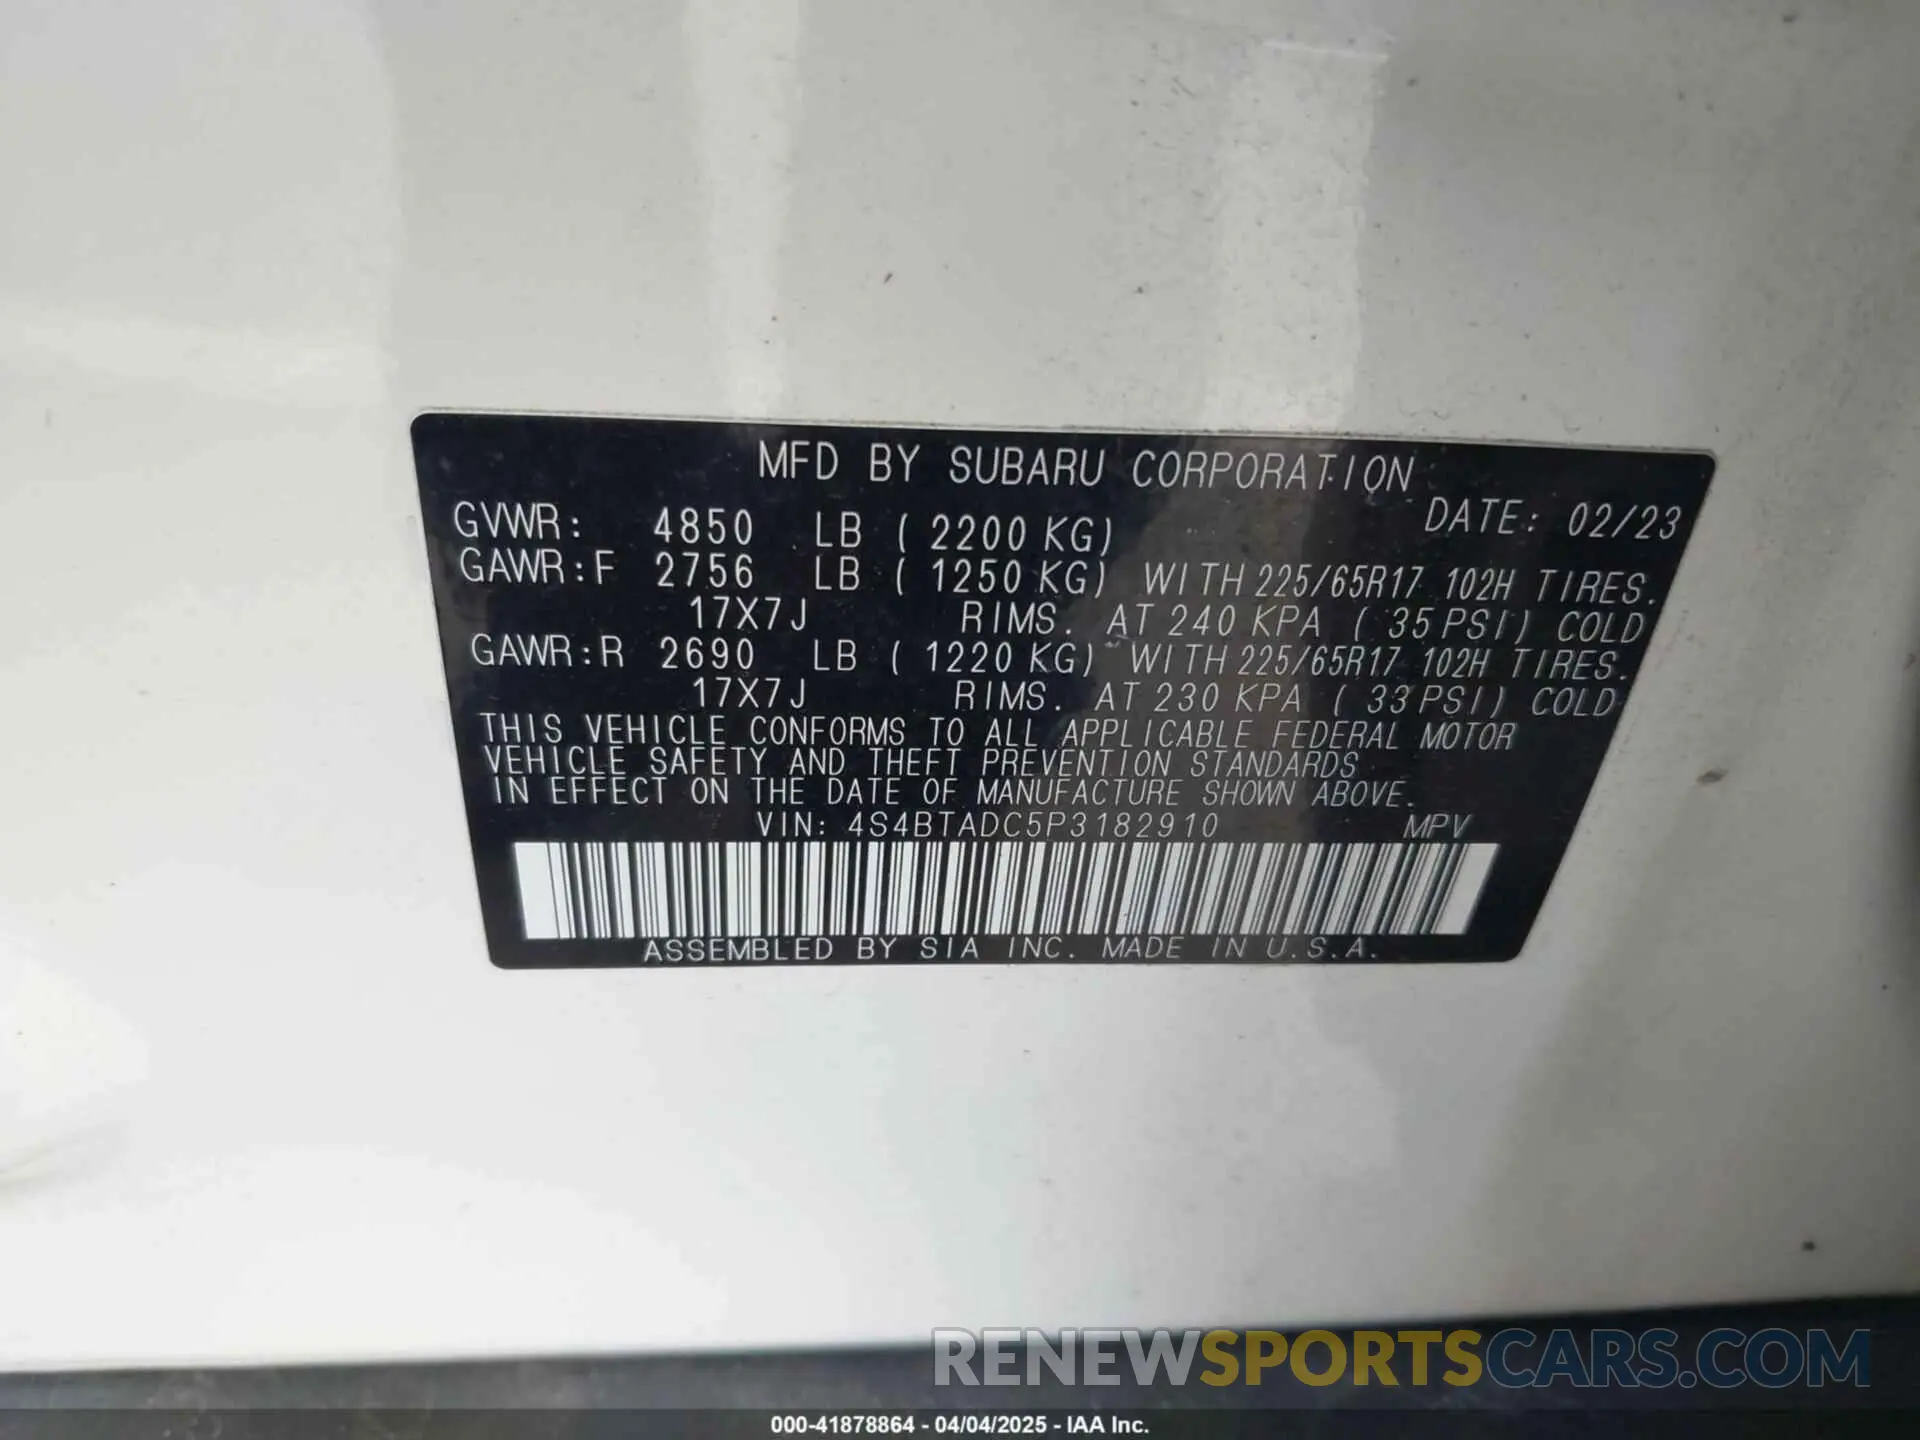 MFD BY SUBARU CORPORATION
DATE: 02/23
GVWR: 4850 LB ( 2200 KG)
GAWR:F 2756 LB ( 1250 KG) WITH 225/65R17 102H TIRES.
17X7J RIMS. AT 240 KPA ( 35 PSI) COLD
GAWR:R 2690 LB ( 1220 KG) WITH 225/65R17 102H TIRES.
17X7J RIMS. AT 230 KPA ( 33 PSI) COLD
THIS VEHICLE CONFORMS TO ALL APPLICABLE FEDERAL MOTOR
VEHICLE SAFETY AND THEFT PREVENTION STANDARDS
IN EFFECT ON THE DATE OF MANUFACTURE SHOWN ABOVE.
VIN: 4S4BTADC5P3182910 MPV
ASSEMBLED BY SIA INC. MADE IN U.S.A.
RENEWSPORTSCARS.COM
000-41878864 - 04/04/2025 - IAA Inc.